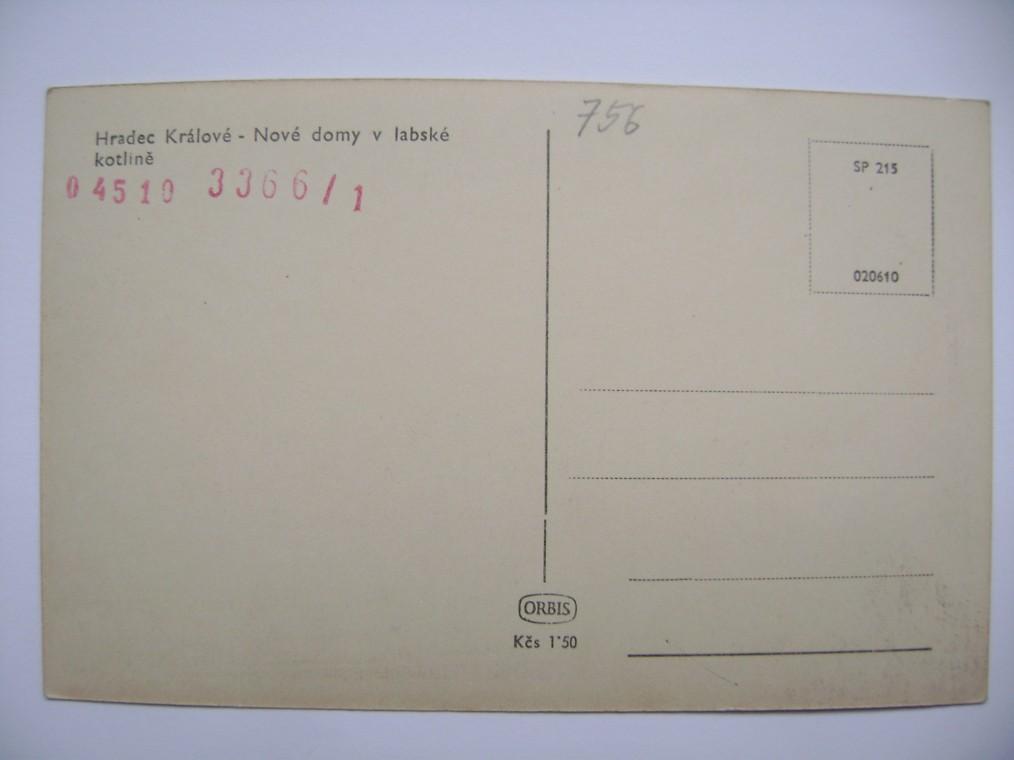 Hradec Králové - Nové domy v labské
kotlině
04510 3366/1
756
SP 215
020610
ORBIS
Kčs 1˙50